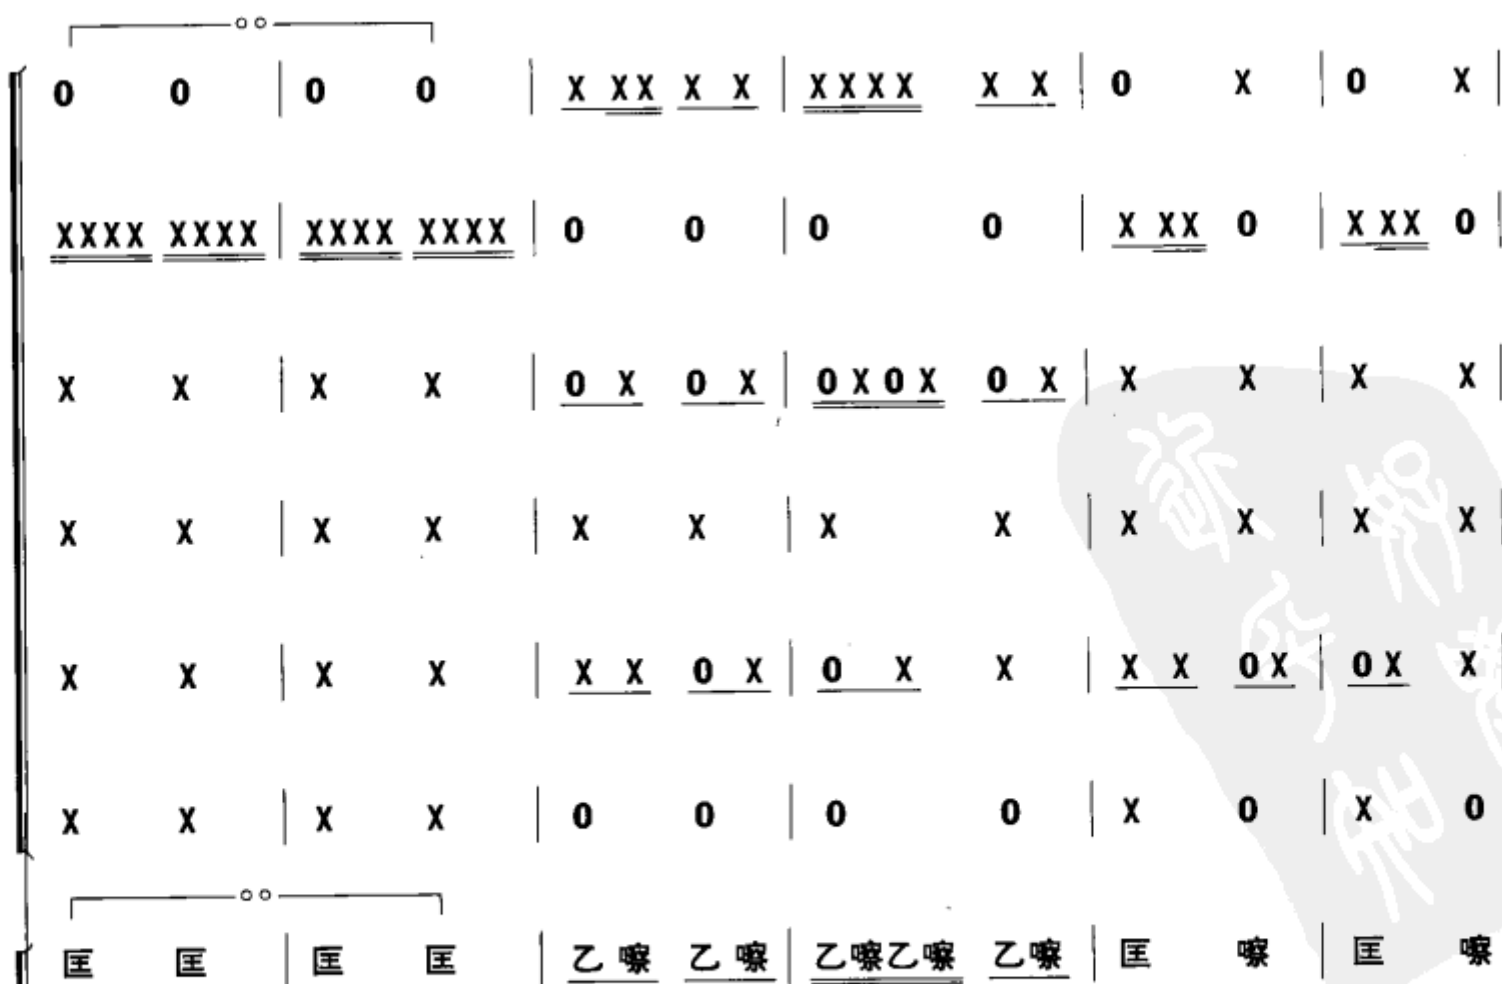 0 0 | 0 0 | X XX X X | XXXX X X | 0 X | 0 X |
XXXX XXXX | XXXX XXXX | 0 0 | 0 0 | X XX 0 | X XX 0 |
X X | X X | 0 X 0 X | 0X0X 0 X | X X | X X |
X X | X X | X X | X X | X X | X X |
X X | X X | X X 0 X | 0 X X | X X 0X | 0X X |
X X | X X | 0 0 | 0 0 | X 0 | X 0
匡 匡 | 匡 匡 | 乙嚓 乙嚓 | 乙嚓乙嚓 乙嚓 | 匡 嚓 | 匡 嚓